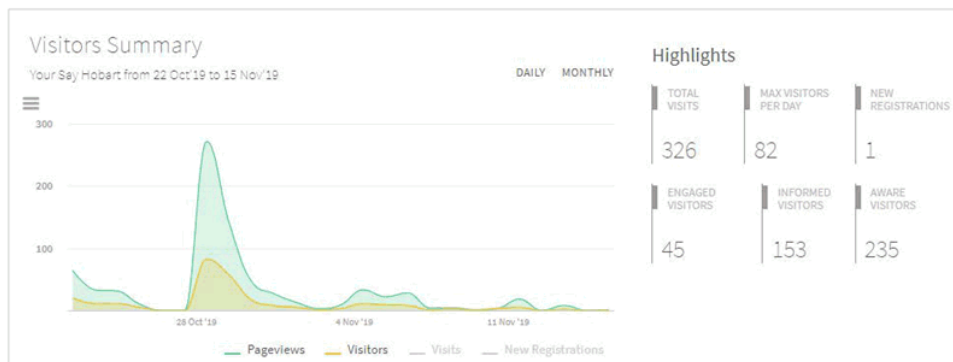 Visitors Summary
Your Say Hobart from 22 Oct'19 to 15 Nov'19
DAILY MONTHLY
300
200
100
28 Oct '19
4 Nov '19
11 Nov '19
Pageviews Visitors Visits New Registrations
Highlights
TOTAL
VISITS
326
MAX VISITORS
PER DAY
82
NEW
REGISTRATIONS
1
ENGAGED
VISITORS
45
INFORMED
VISITORS
153
AWARE
VISITORS
235